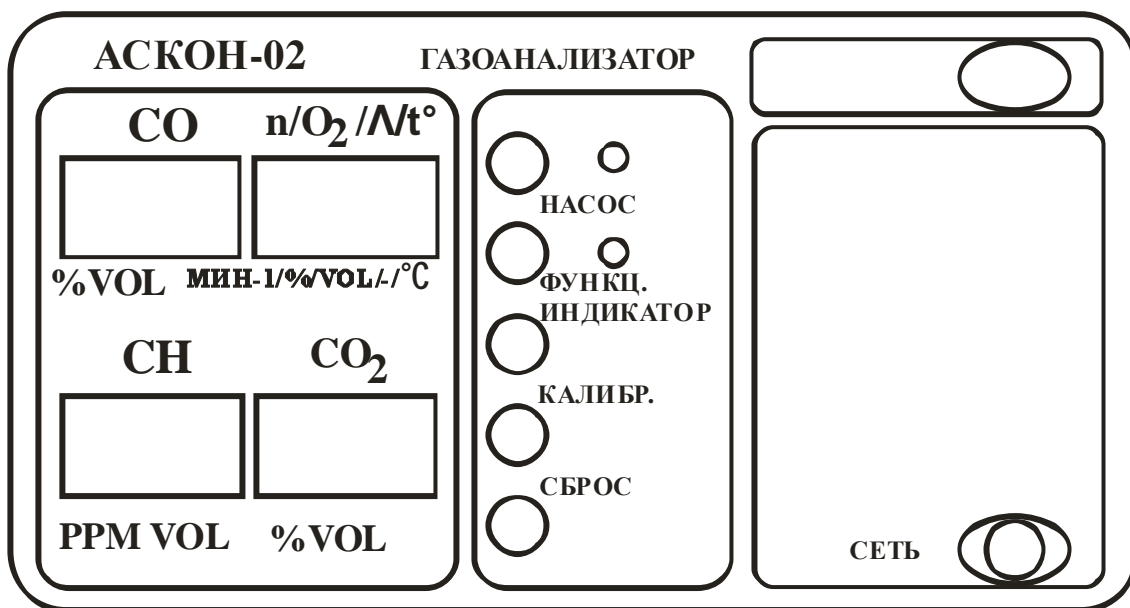 АСКОН-02
ГАЗОАНАЛИЗАТОР
CO
n/O₂/Λ/t°
%VOL
МИН-1/%/VOL/-/°C
CH
CO₂
PPM VOL
%VOL
НАСОС
ФУНКЦ.
ИНДИКАТОР
КАЛИБР.
СБРОС
СЕТЬ